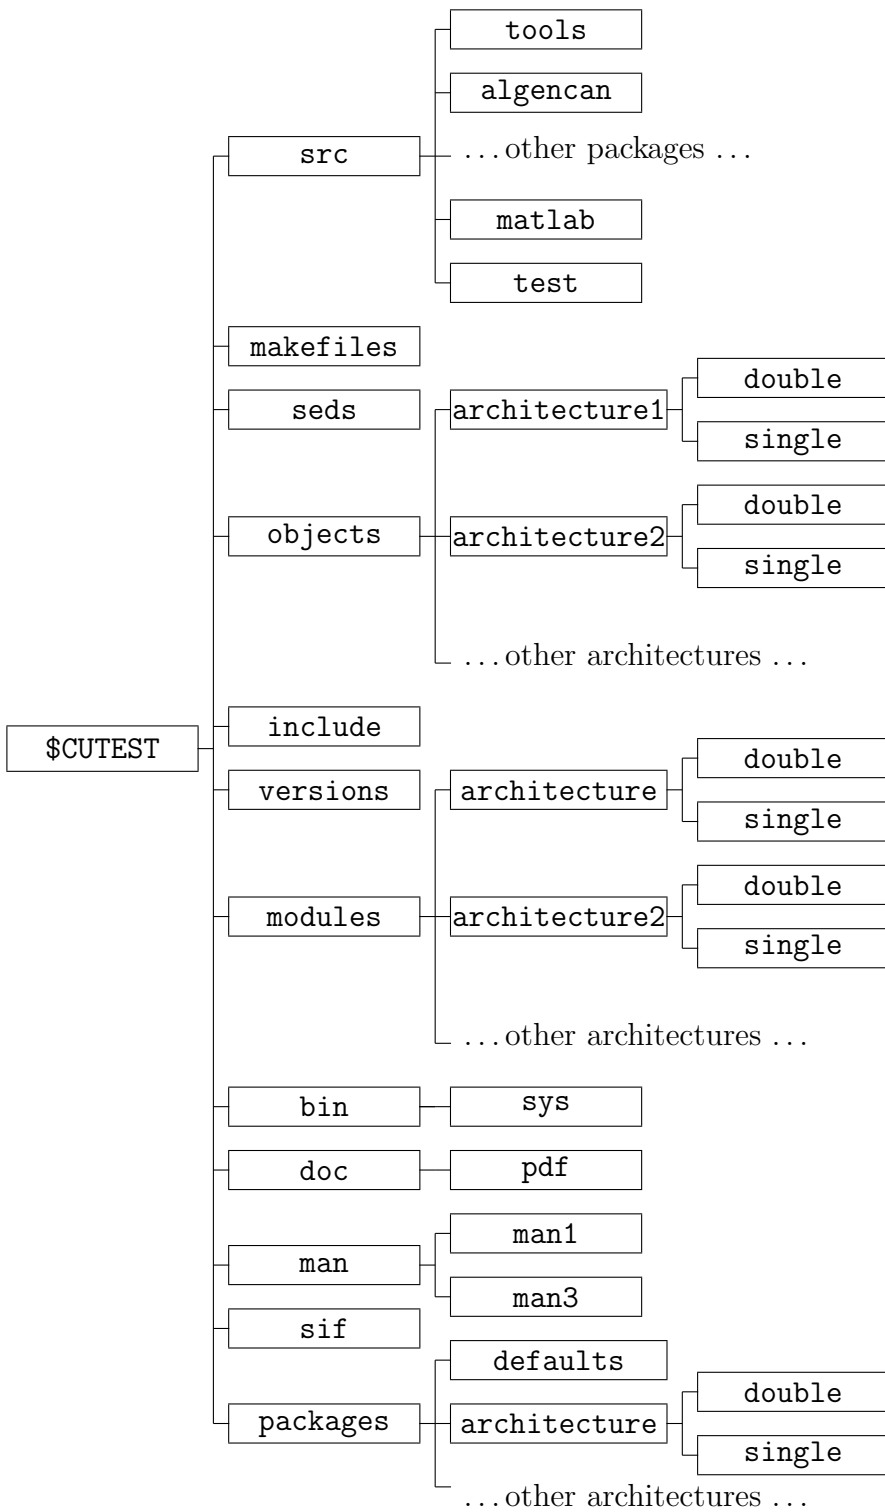 tools
algencan
src
...other packages ...
matlab
test
makefiles
double
seds
architecture1
single
double
objects
architecture2
single
...other architectures ...
include
$CUTEST
double
versions
architecture
single
double
modules
architecture2
single
...other architectures ...
bin
sys
doc
pdf
man1
man
man3
sif
defaults
double
packages
architecture
single
...other architectures ...